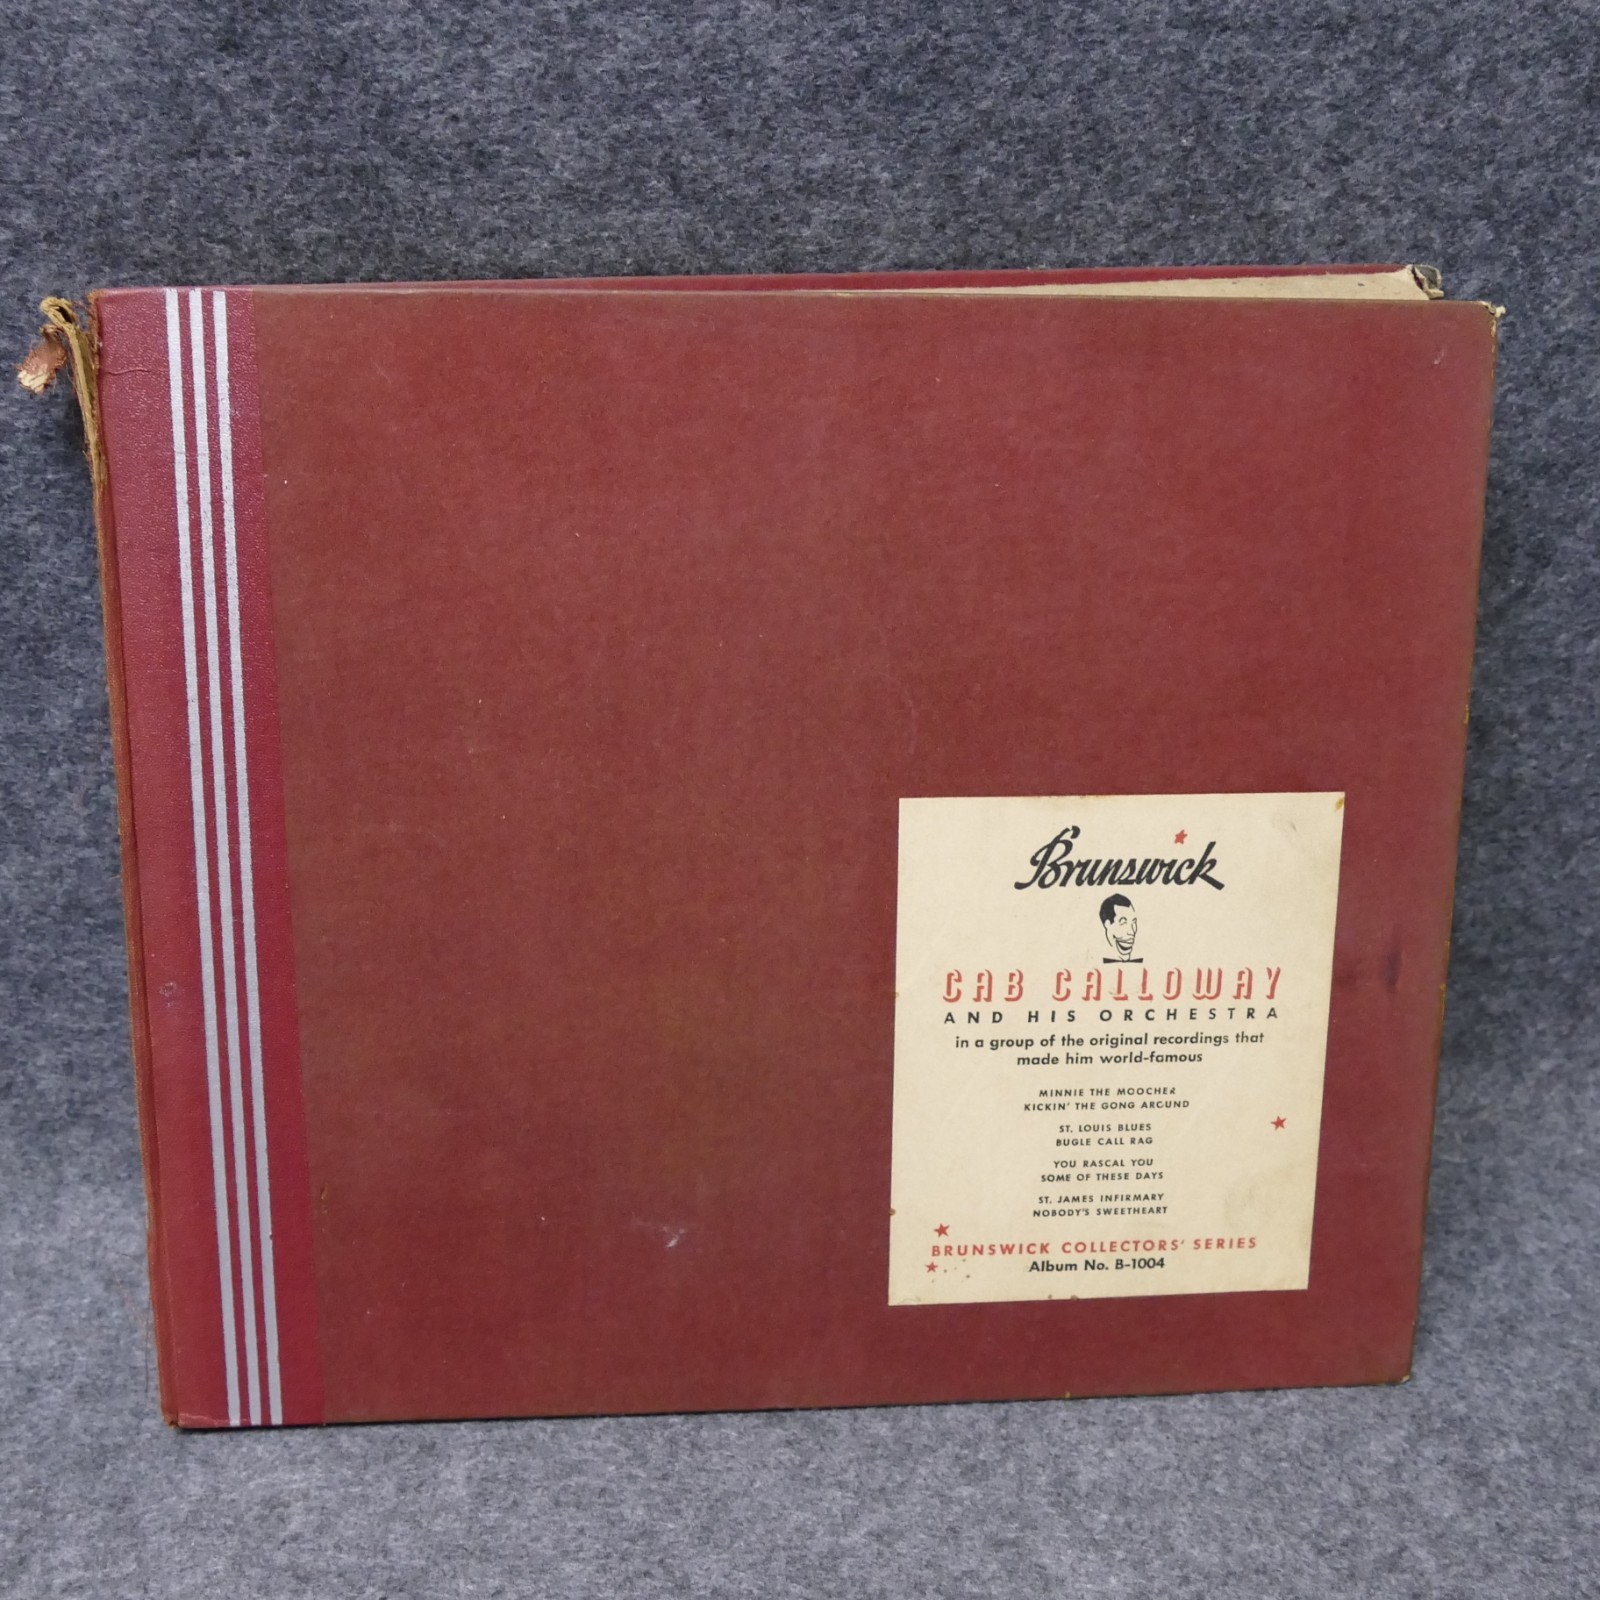 Brunswick
CAB CALLOWAY
AND HIS ORCHESTRA
in a group of the original recordings that
made him world-famous
MINNIE THE MOOCHER
KICKIN' THE GONG AROUND
ST. LOUIS BLUES
BUGLE CALL RAG
YOU RASCAL YOU
SOME OF THESE DAYS
ST. JAMES INFIRMARY
NOBODY'S SWEETHEART
BRUNSWICK COLLECTORS' SERIES
Album No. B-1004